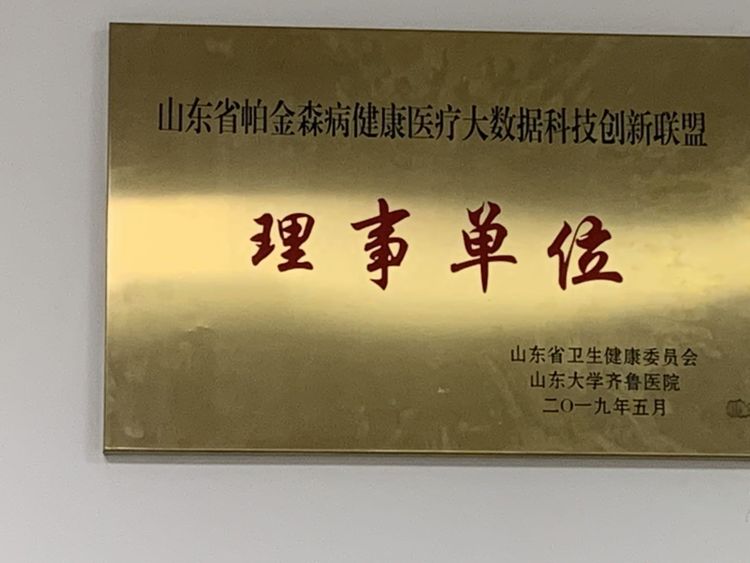 山东省帕金森病健康医疗大数据科技创新联盟
理事单位
山东省卫生健康委员会
山东大学齐鲁医院
二〇一九年五月